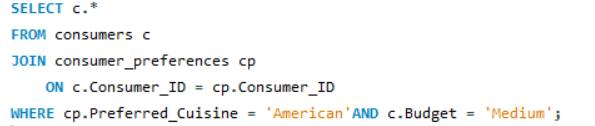 SELECT c.*
FROM consumers c
JOIN consumer_preferences cp
    ON c.Consumer_ID = cp.Consumer_ID
WHERE cp.Preferred_Cuisine = 'American'AND c.Budget = 'Medium';